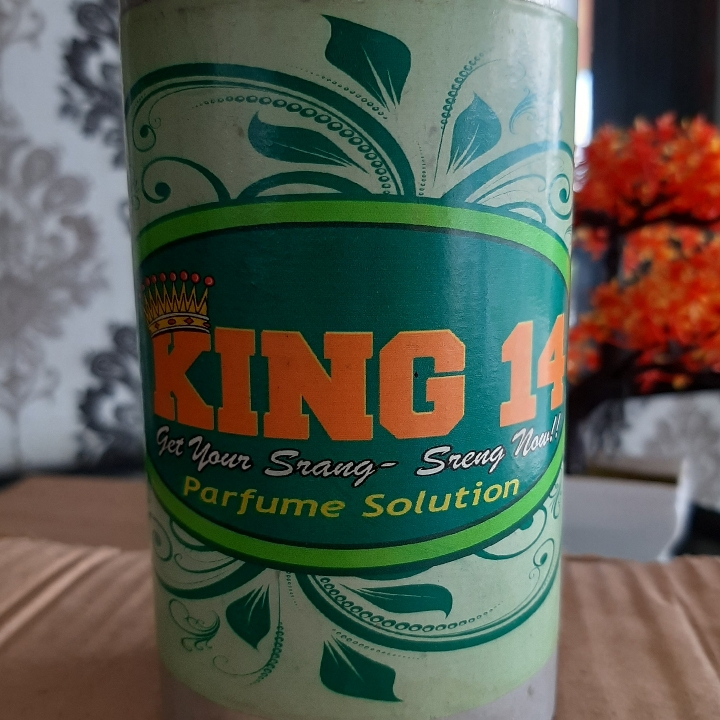 KING 14
Get Your Srang- Sreng Now!!
Parfume Solution